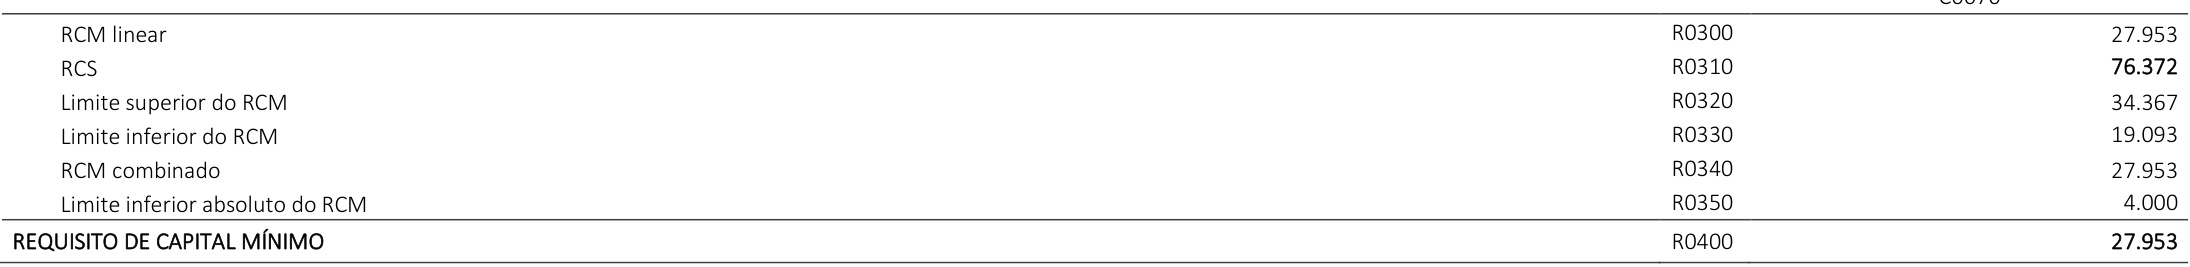 C0070
RCM linear R0300 27.953
RCS R0310 76.372
Limite superior do RCM R0320 34.367
Limite inferior do RCM R0330 19.093
RCM combinado R0340 27.953
Limite inferior absoluto do RCM R0350 4.000
REQUISITO DE CAPITAL MÍNIMO R0400 27.953